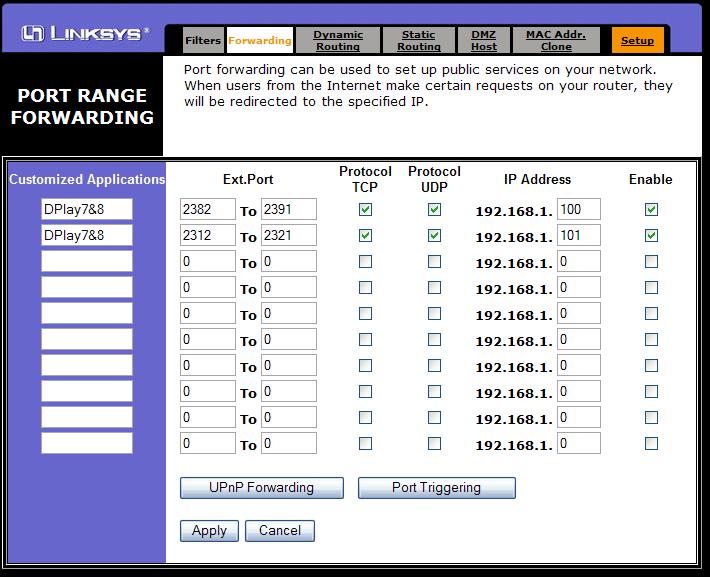 LINKSYS®
Filters Forwarding Dynamic Routing Static Routing DMZ Host MAC Addr. Clone Setup
PORT RANGE
FORWARDING
Port forwarding can be used to set up public services on your network.
When users from the Internet make certain requests on your router, they
will be redirected to the specified IP.
Customized Applications Ext.Port Protocol TCP Protocol UDP IP Address Enable
DPlay7&8 2382 To 2391 192.168.1. 100
DPlay7&8 2312 To 2321 192.168.1. 101
0 To 0 192.168.1. 0
0 To 0 192.168.1. 0
0 To 0 192.168.1. 0
0 To 0 192.168.1. 0
0 To 0 192.168.1. 0
0 To 0 192.168.1. 0
0 To 0 192.168.1. 0
0 To 0 192.168.1. 0
UPnP Forwarding Port Triggering
Apply Cancel